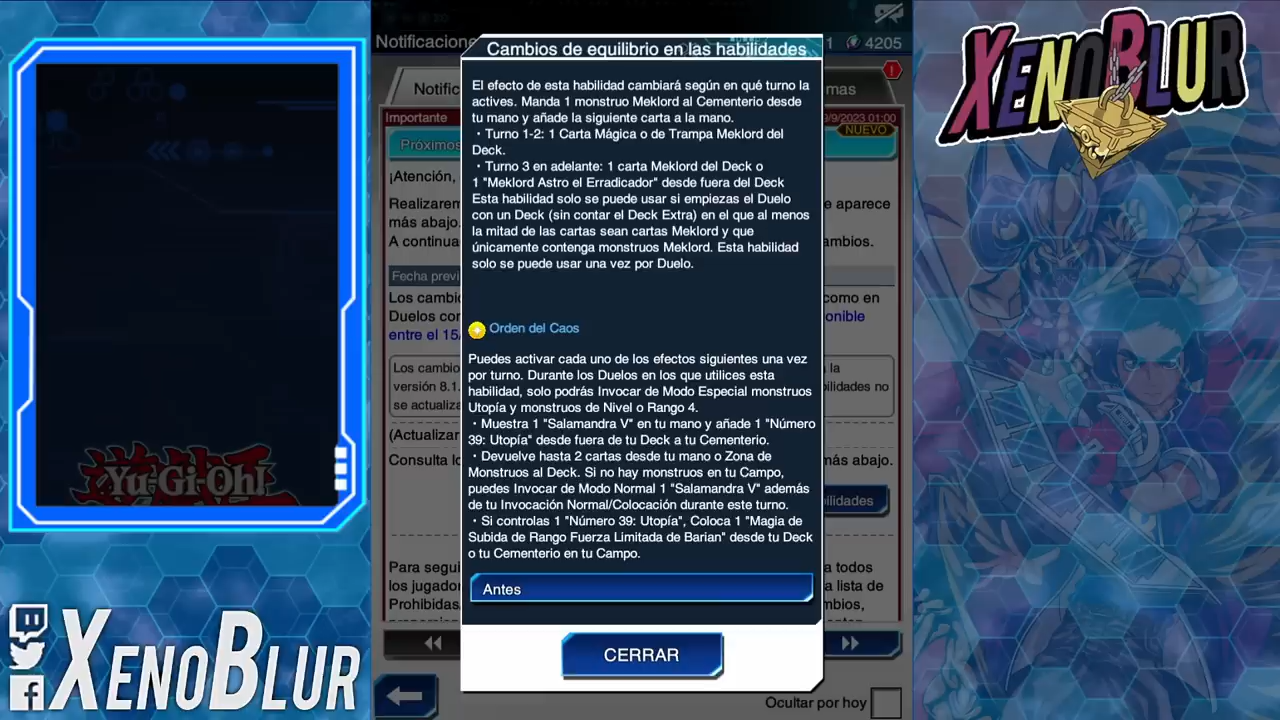 Notificacione
Cambios de equilibrio en las habilidades
1
4205
Notific
mas
Importante
9/9/2023 01:00
NUEVO
Próximos
¡Atención,
Realizarem
e aparece
más abajo.
A continua
mbios.
Fecha previ
Los cambio
como en
Duelos cor
onible
entre el 15/
Los cambio
la
versión 8.1.
bilidades no
se actualiza
(Actualizar
Consulta lo
más abajo.
bilidades
Para segui
a todos
los jugador
a lista de
Prohibidas/
mbios,
El efecto de esta habilidad cambiará según en qué turno la
actives. Manda 1 monstruo Meklord al Cementerio desde
tu mano y añade la siguiente carta a la mano.
・Turno 1-2: 1 Carta Mágica o de Trampa Meklord del
Deck.
・Turno 3 en adelante: 1 carta Meklord del Deck o
1 "Meklord Astro el Erradicador" desde fuera del Deck
Esta habilidad solo se puede usar si empiezas el Duelo
con un Deck (sin contar el Deck Extra) en el que al menos
la mitad de las cartas sean cartas Meklord y que
únicamente contenga monstruos Meklord. Esta habilidad
solo se puede usar una vez por Duelo.
Orden del Caos
Puedes activar cada uno de los efectos siguientes una vez
por turno. Durante los Duelos en los que utilices esta
habilidad, solo podrás Invocar de Modo Especial monstruos
Utopía y monstruos de Nivel o Rango 4.
・Muestra 1 "Salamandra V" en tu mano y añade 1 "Número
39: Utopía" desde fuera de tu Deck a tu Cementerio.
・Devuelve hasta 2 cartas desde tu mano o Zona de
Monstruos al Deck. Si no hay monstruos en tu Campo,
puedes Invocar de Modo Normal 1 "Salamandra V" además
de tu Invocación Normal/Colocación durante este turno.
・Si controlas 1 "Número 39: Utopía", Coloca 1 "Magia de
Subida de Rango Fuerza Limitada de Barian" desde tu Deck
o tu Cementerio en tu Campo.
Antes
CERRAR
Ocultar por hoy
Yu-Gi-Oh!
XENOBLUR
XENOBLUR